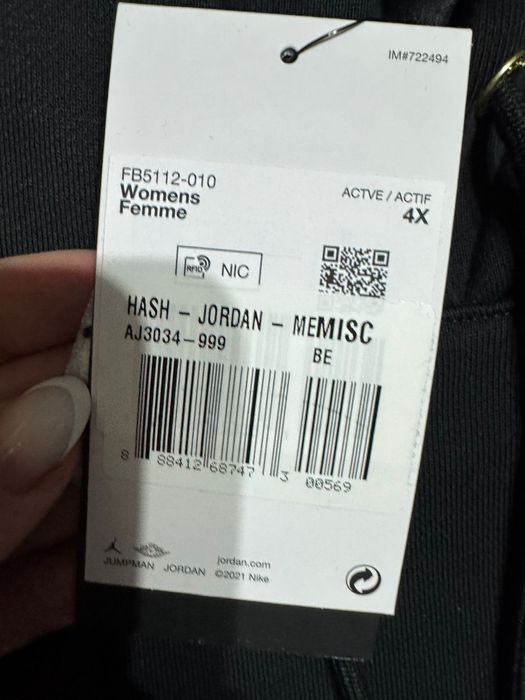 IM#722494
FB5112-010
Womens
Femme
ACTVE / ACTIF
4X
RFID
NIC
HASH - JORDAN - MEMISC
AJ3034-999
BE
8 88412 68747 3
00569
JUMPMAN JORDAN
jordan.com
©2021 Nike